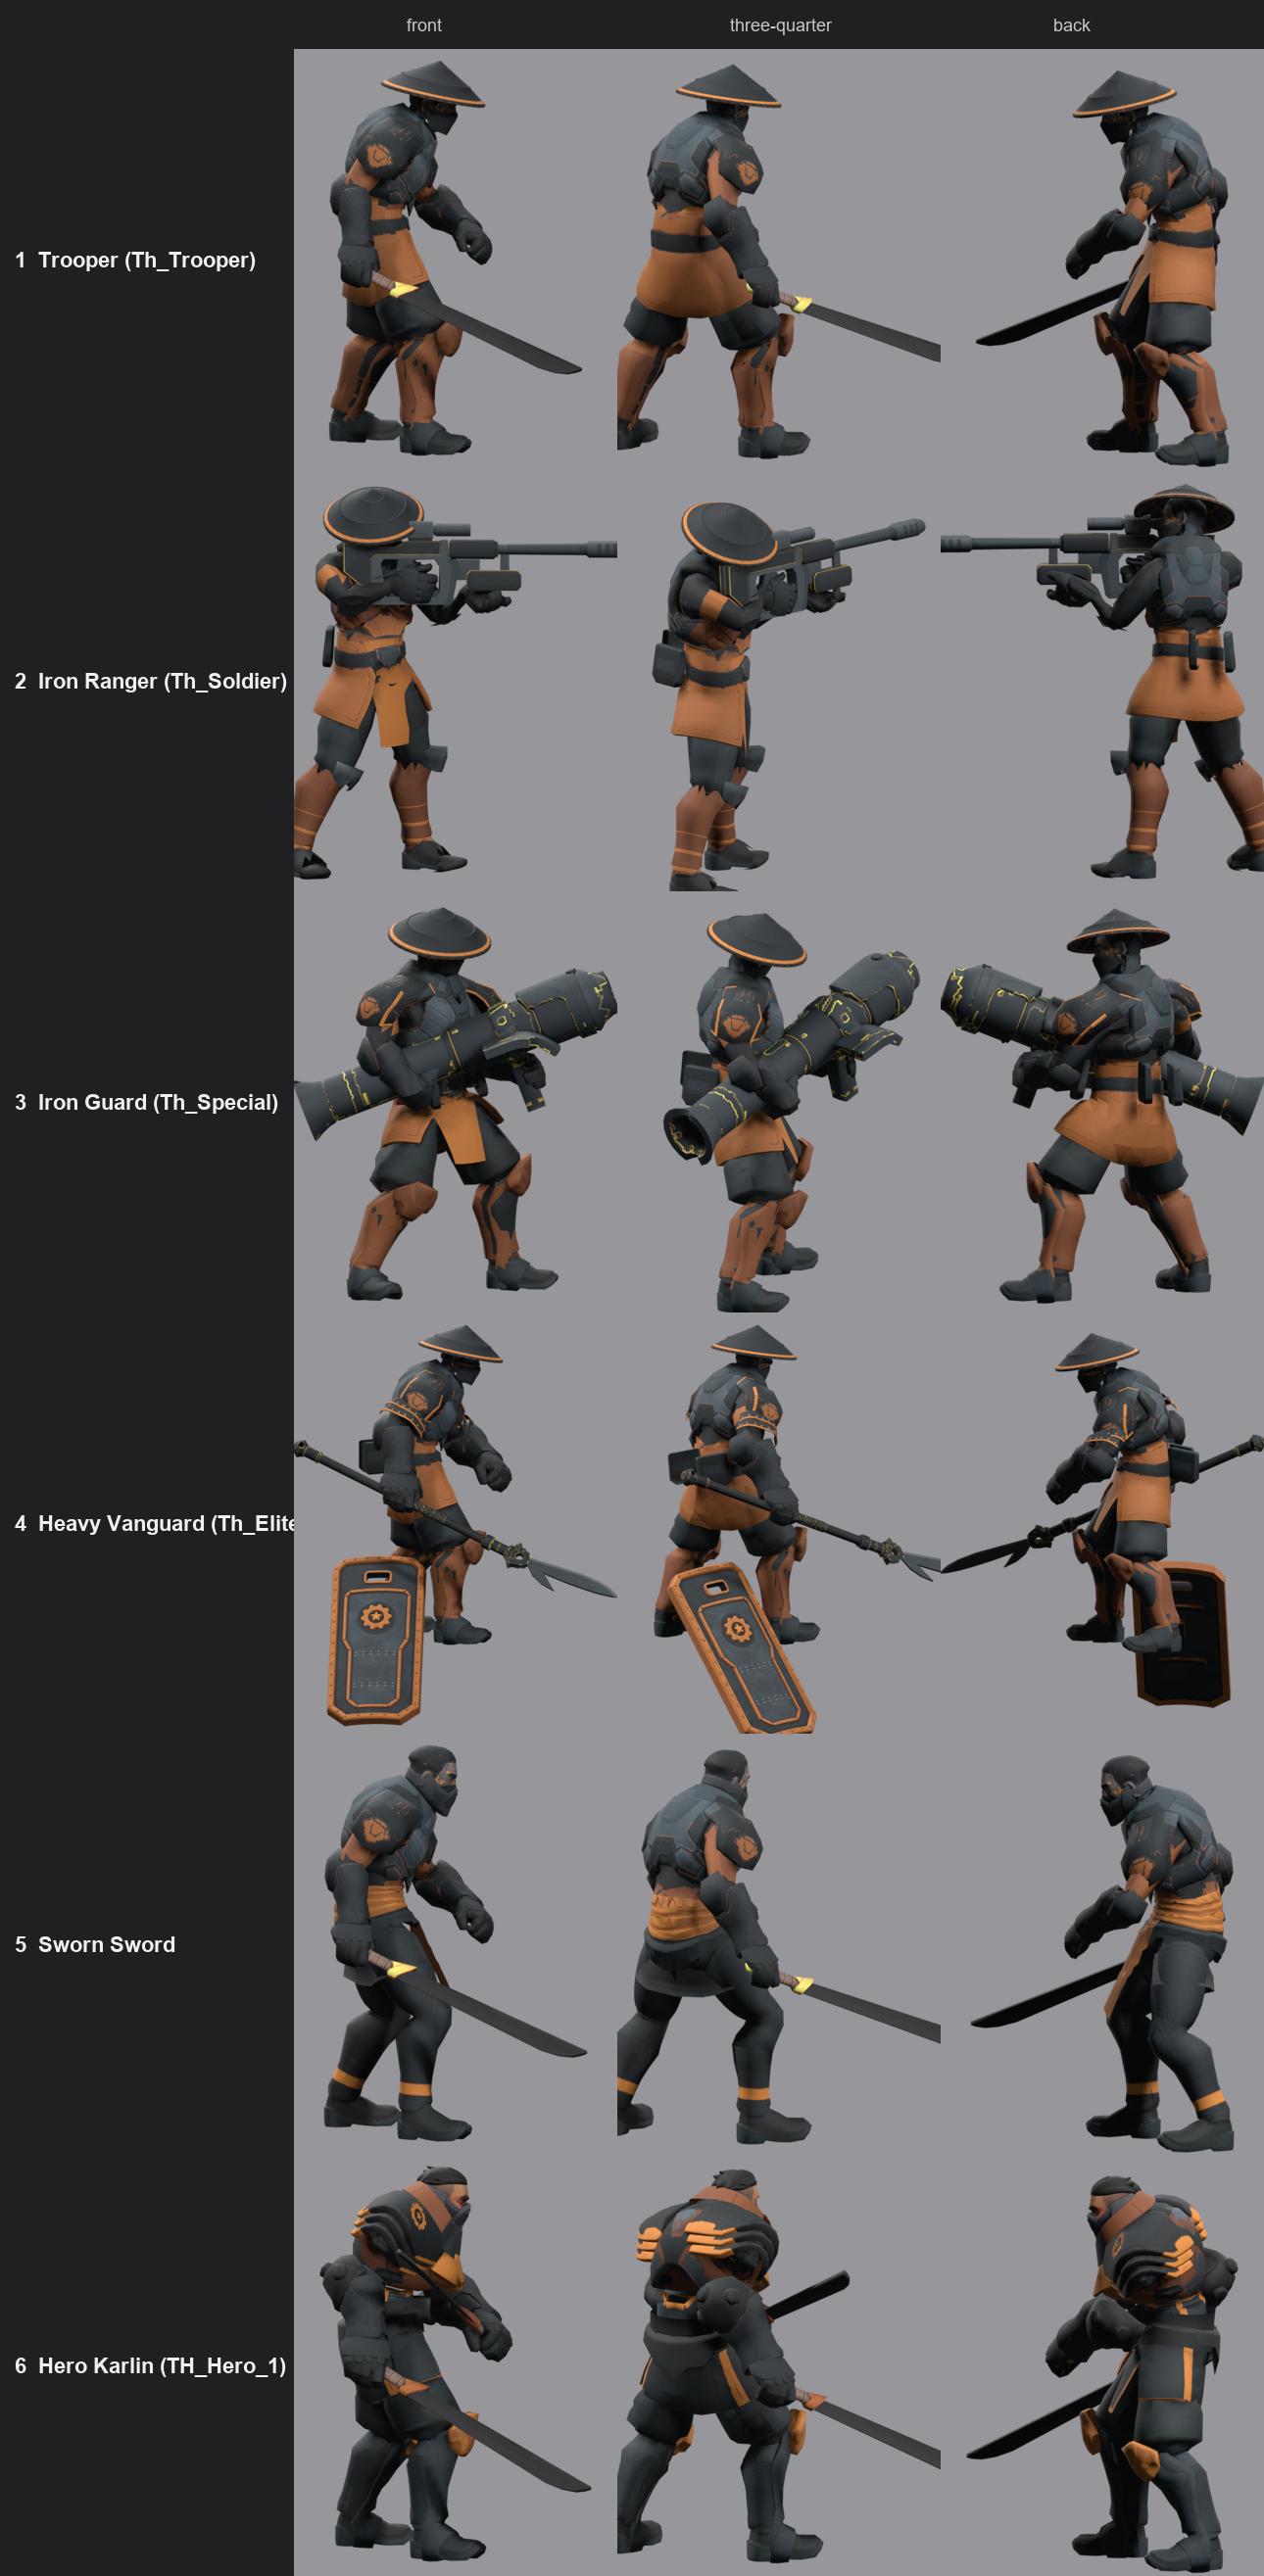 front three-quarter back
1 Trooper (Th_Trooper)
2 Iron Ranger (Th_Soldier)
3 Iron Guard (Th_Special)
4 Heavy Vanguard (Th_Elite
5 Sworn Sword
6 Hero Karlin (TH_Hero_1)